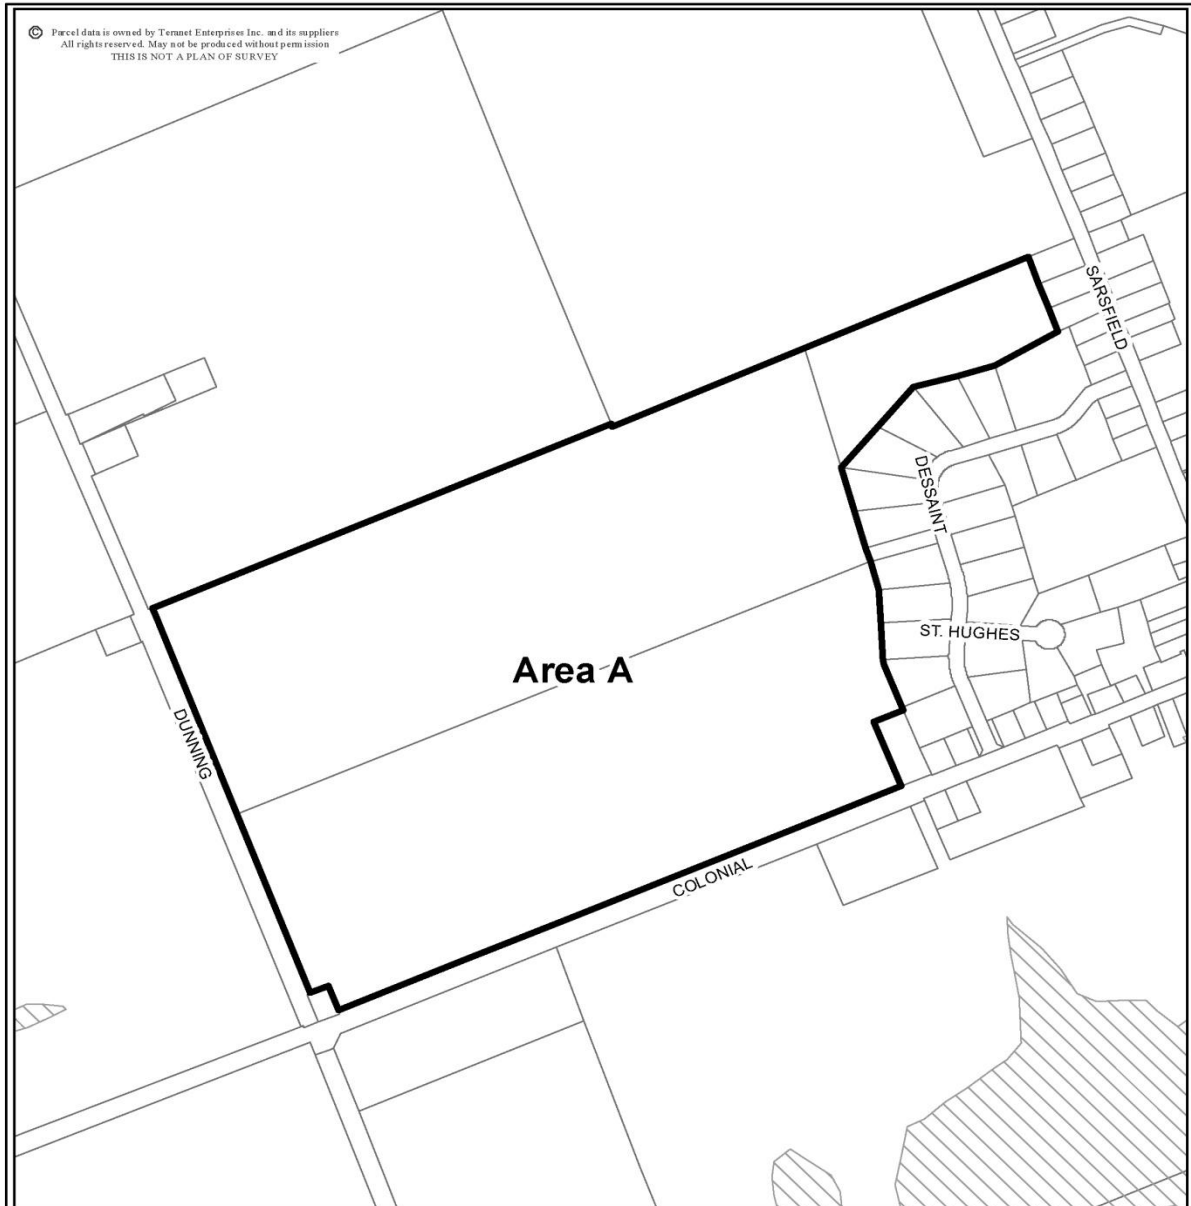 © Parcel data is owned by Teranet Enterprises Inc. and its suppliers
All rights reserved. May not be produced without permission
THIS IS NOT A PLAN OF SURVEY
SARSFIELD
DESSAINT
ST. HUGHES
Area A
DUNNING
COLONIAL